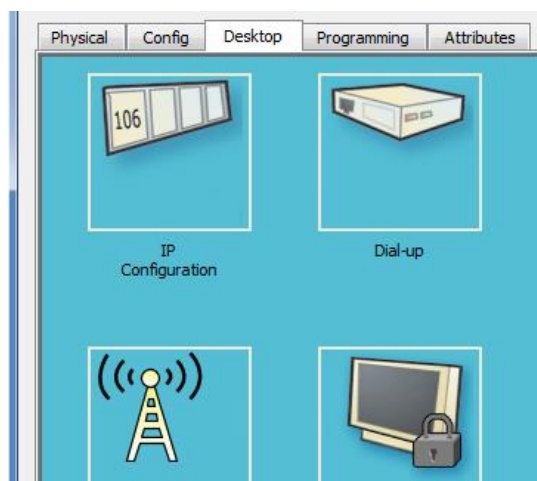 Physical Config Desktop Programming Attributes
106
IP
Configuration
Dial-up